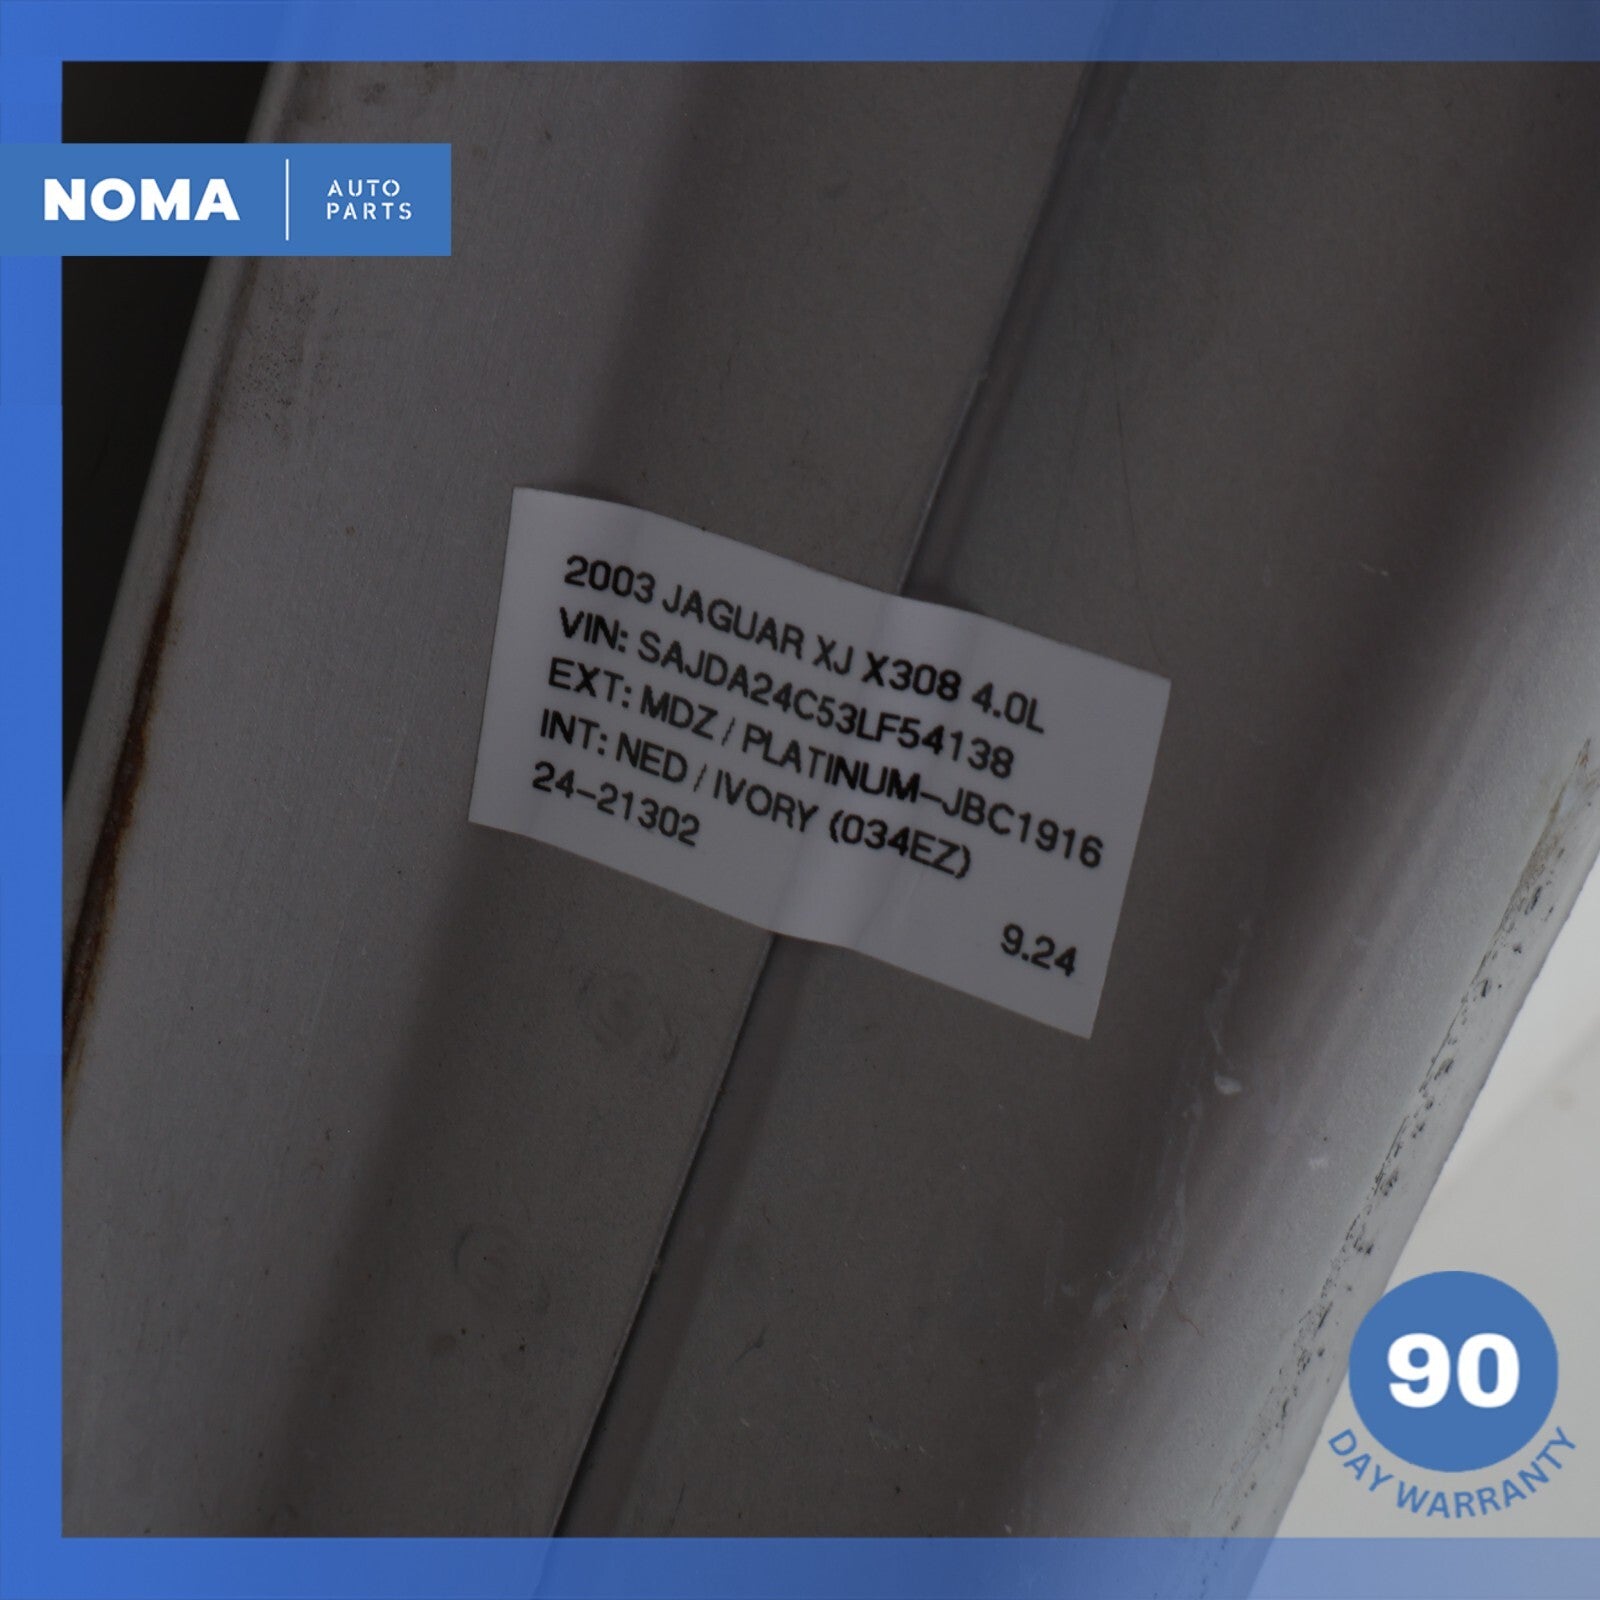 NOMA
AUTO
PARTS
2003 JAGUAR XJ X308 4.0L
VIN: SAJDA24C53LF54138
EXT: MDZ / PLATINUM-JBC1916
INT: NED / IVORY (034EZ)
24-21302
9.24
90
DAY WARRANTY